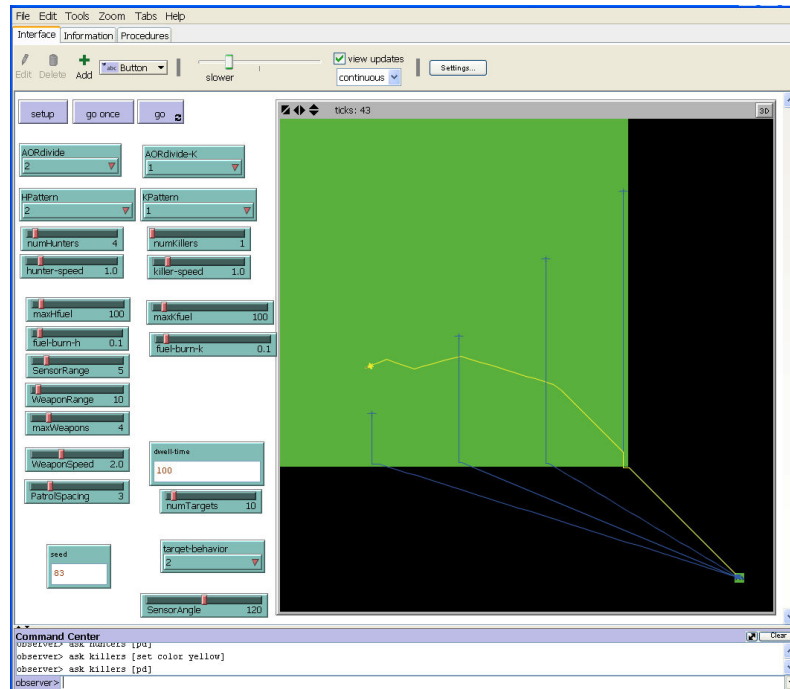 File Edit Tools Zoom Tabs Help
Interface Information Procedures
Edit Delete Add abc Button slower view updates continuous Settings...
setup go once go ticks: 43 3D
AORdivide 2 AORdivide-K 1
HPattern 2 KPattern 1
numHunters 4 numKillers 1
hunter-speed 1.0 killer-speed 1.0
maxHfuel 100 maxKfuel 100
fuel-burn-h 0.1 fuel-burn-k 0.1
SensorRange 5
WeaponRange 10
maxWeapons 4
dwell-time
100
WeaponSpeed 2.0
PatrolSpacing 3 numTargets 10
seed
83
target-behavior
2
SensorAngle 120
Command Center Clear
observer> ask hunters [pd]
observer> ask killers [set color yellow]
observer> ask killers [pd]
observer>